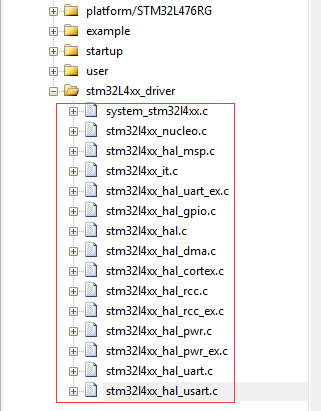 platform/STM32L476RG
example
startup
user
stm32L4xx_driver
system_stm32l4xx.c
stm32l4xx_nucleo.c
stm32l4xx_hal_msp.c
stm32l4xx_it.c
stm32l4xx_hal_uart_ex.c
stm32l4xx_hal_gpio.c
stm32l4xx_hal.c
stm32l4xx_hal_dma.c
stm32l4xx_hal_cortex.c
stm32l4xx_hal_rcc.c
stm32l4xx_hal_rcc_ex.c
stm32l4xx_hal_pwr.c
stm32l4xx_hal_pwr_ex.c
stm32l4xx_hal_uart.c
stm32l4xx_hal_usart.c